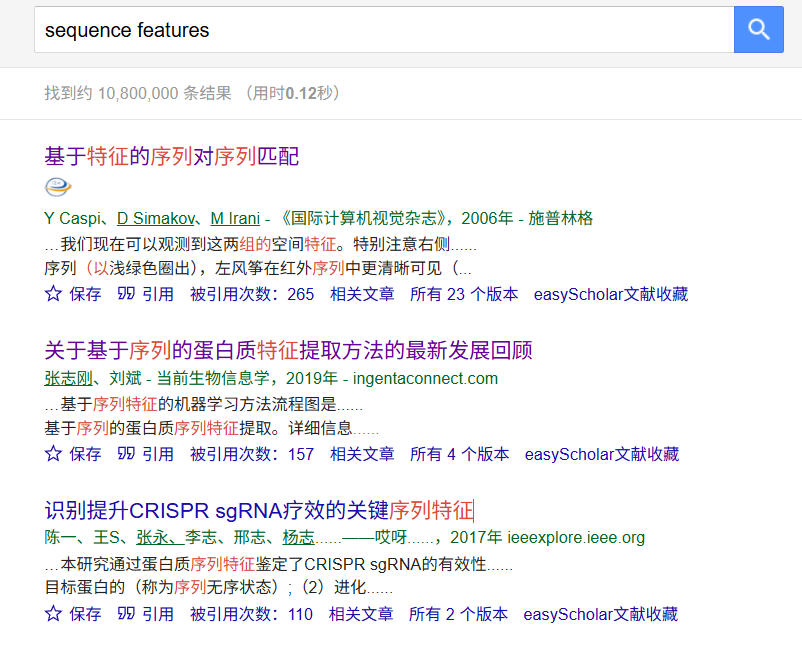 sequence features
找到约 10,800,000 条结果 （用时0.12秒）
基于特征的序列对序列匹配
Y Caspi、D Simakov、M Irani - 《国际计算机视觉杂志》，2006年 - 施普林格
…我们现在可以观测到这两组的空间特征。特别注意右侧......
序列（以浅绿色圈出），左风筝在红外序列中更清晰可见（...
保存 引用 被引用次数：265 相关文章 所有 23 个版本 easyScholar文献收藏
关于基于序列的蛋白质特征提取方法的最新发展回顾
张志刚、刘斌 - 当前生物信息学，2019年 - ingentaconnect.com
…基于序列特征的机器学习方法流程图是......
基于序列的蛋白质序列特征提取。详细信息......
保存 引用 被引用次数：157 相关文章 所有 4 个版本 easyScholar文献收藏
识别提升CRISPR sgRNA疗效的关键序列特征
陈一、王S、张永、李志、邢志、杨志......——哎呀......，2017年 ieeexplore.ieee.org
…本研究通过蛋白质序列特征鉴定了CRISPR sgRNA的有效性......
目标蛋白的（称为序列无序状态）;（2）进化......
保存 引用 被引用次数：110 相关文章 所有 2 个版本 easyScholar文献收藏